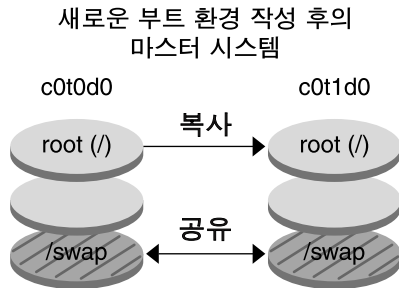 새로운 부트 환경 작성 후의
마스터 시스템
c0t0d0
c0t1d0
복사
root (/)
root (/)
공유
/swap
/swap